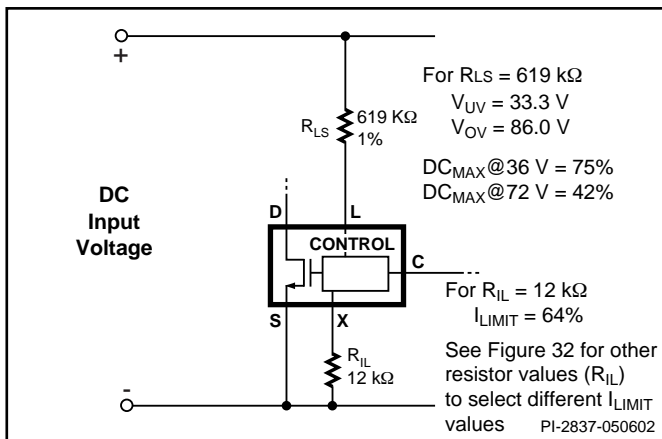 +
For RLS = 619 kΩ
VUV = 33.3 V
VOV = 86.0 V
RLS
619 KΩ
1%
DCMAX@36 V = 75%
DCMAX@72 V = 42%
DC
Input
Voltage
D
L
CONTROL
C
S
X
For RIL = 12 kΩ
ILIMIT = 64%
RIL
12 kΩ
See Figure 32 for other
resistor values (RIL)
to select different ILIMIT
values
PI-2837-050602
-